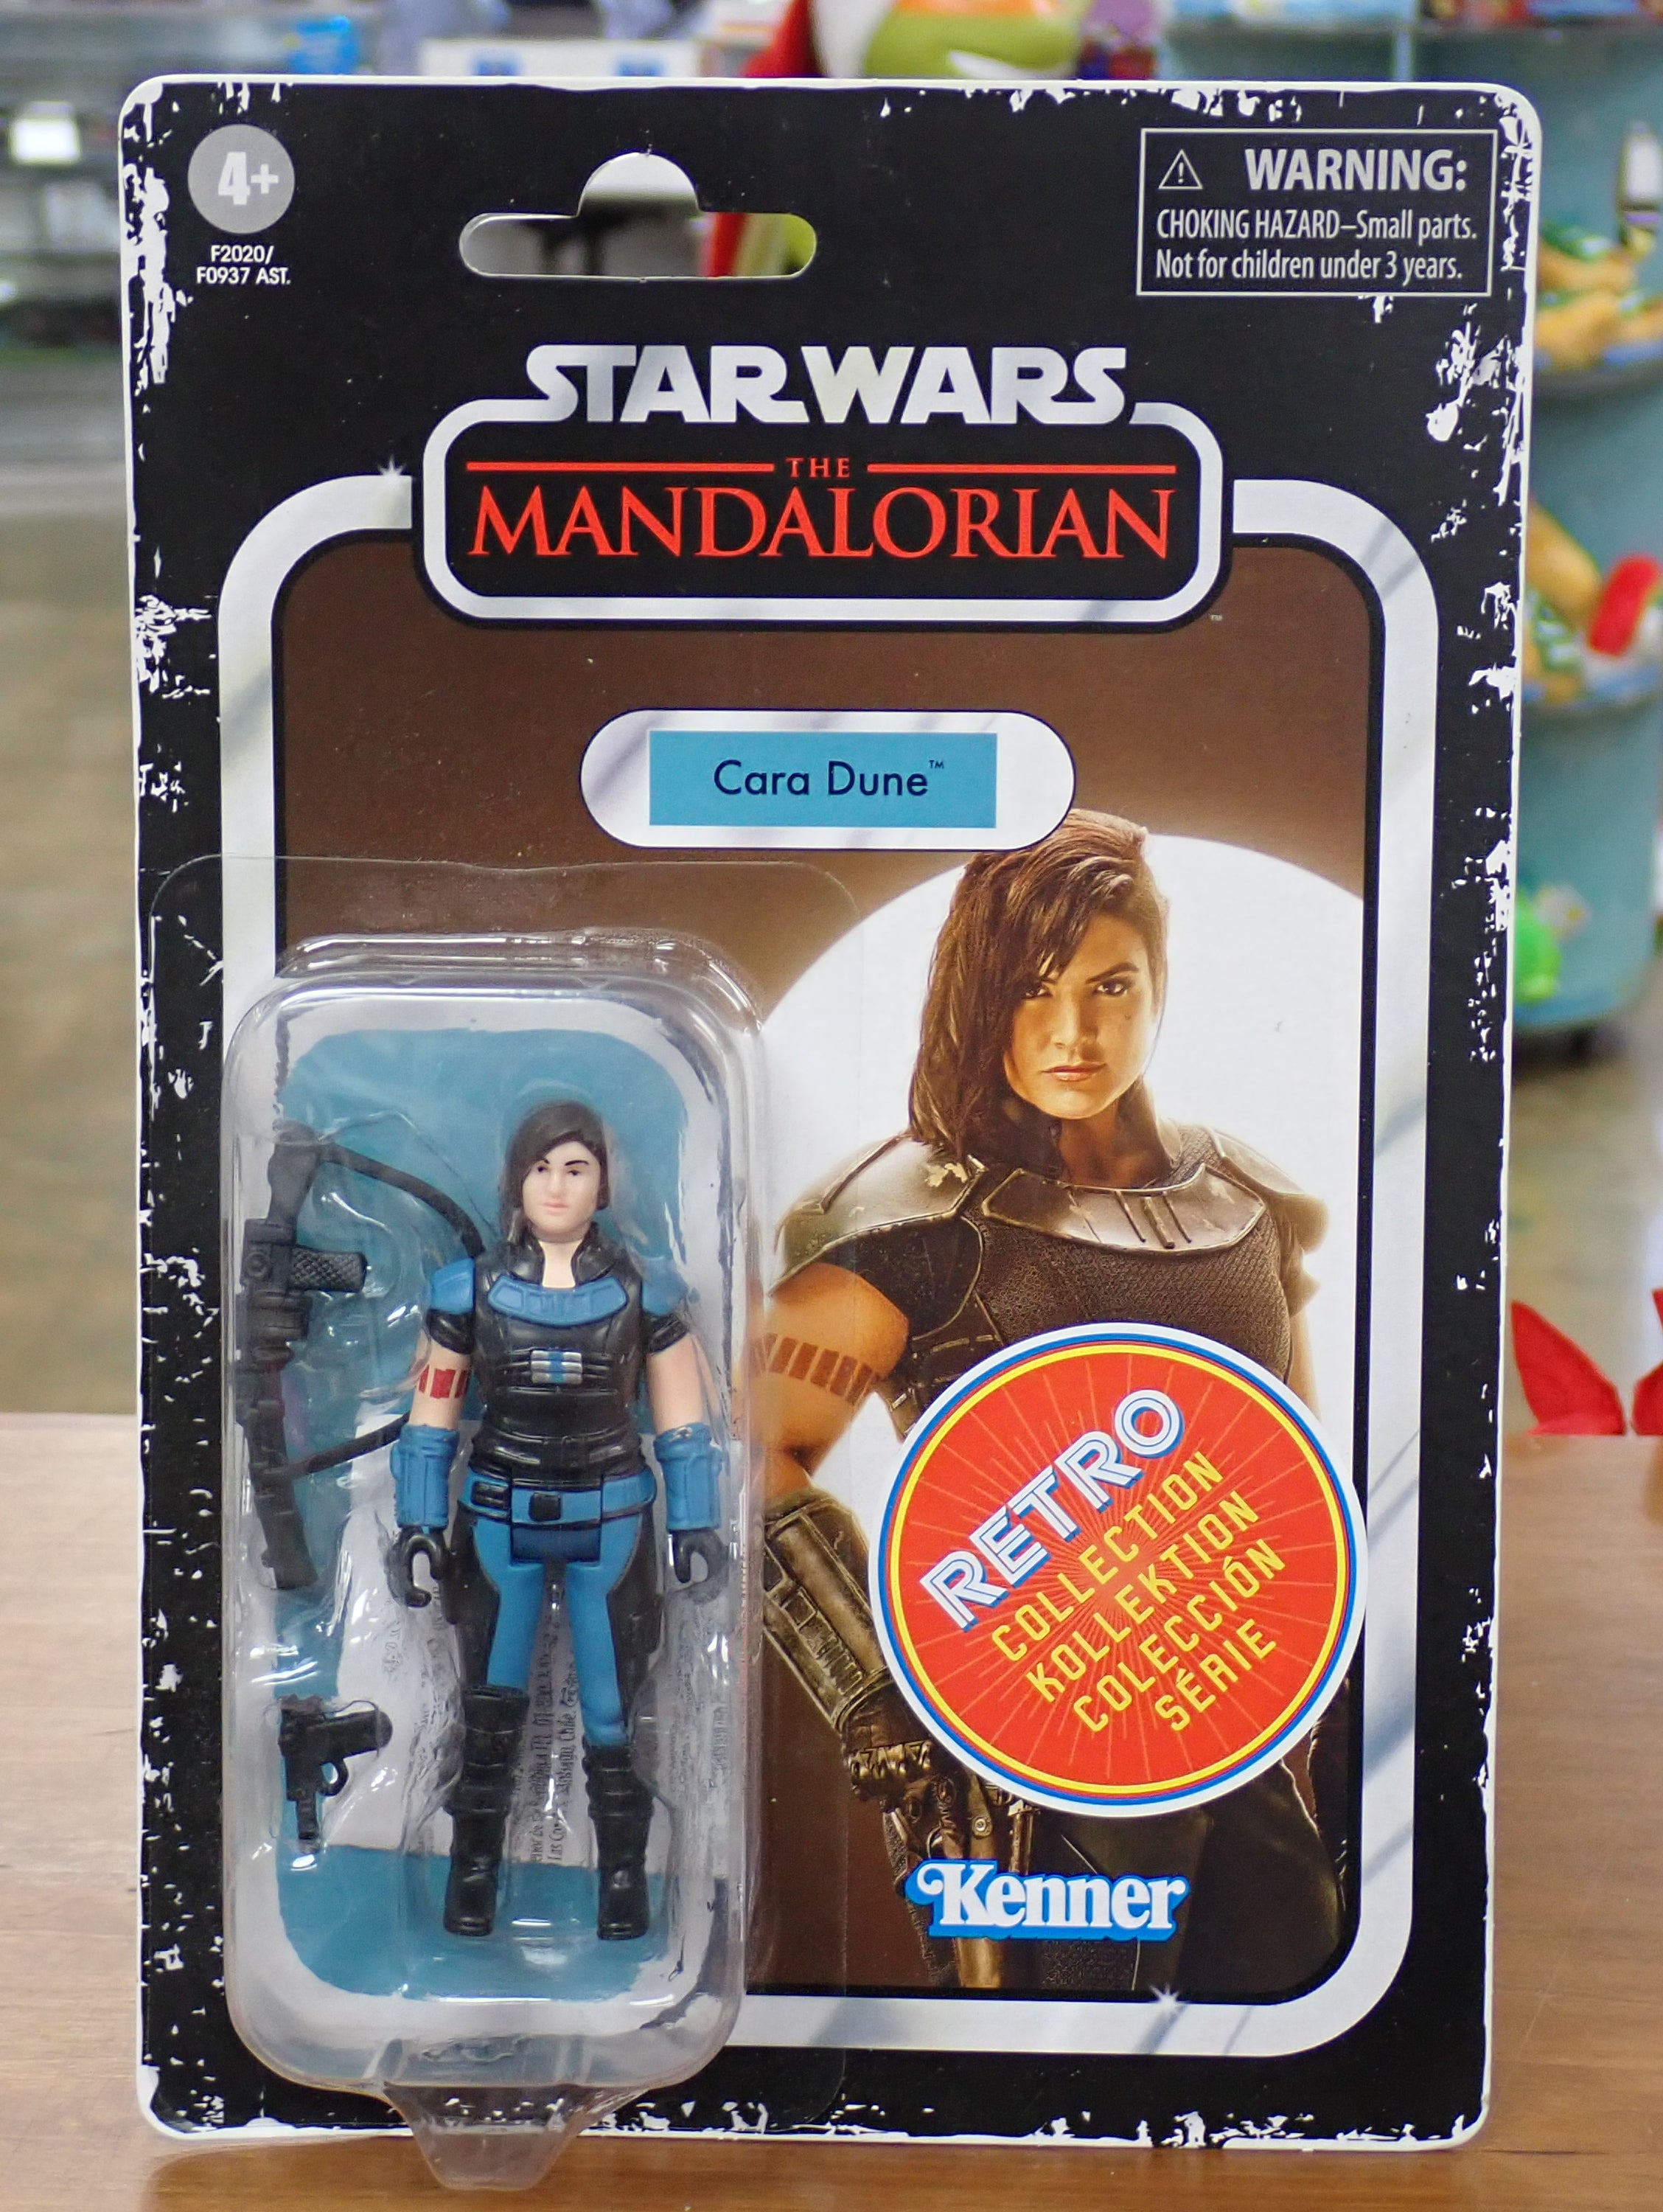 4+
F2020/
F0937 AST.
WARNING:
CHOKING HAZARD–Small parts.
Not for children under 3 years.
STAR WARS
THE
MANDALORIAN
TM
Cara Dune™
RETRO
COLLECTION
KOLLEKTION
COLECCIÓN
SÉRIE
Kenner